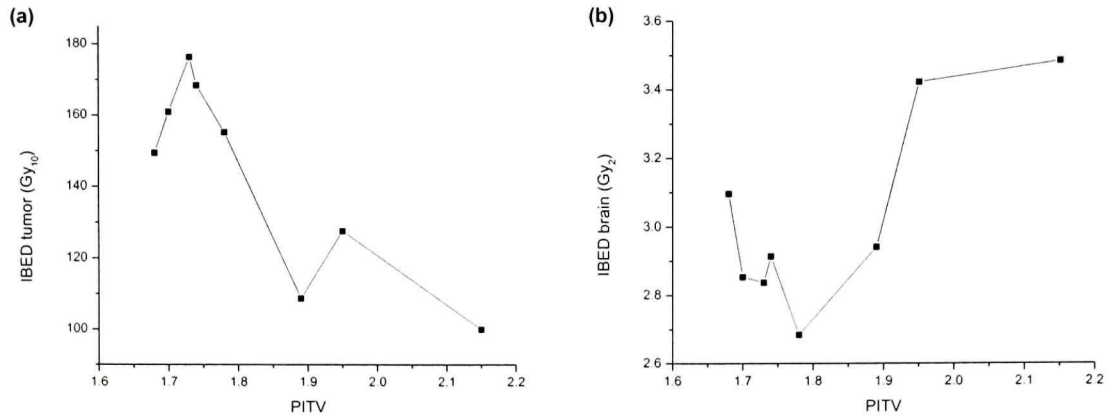 (a)
IBED tumor (Gy10)
180
160
140
120
100
1.6 1.7 1.8 1.9 2.0 2.1 2.2
PITV
(b)
IBED brain (Gy2)
3.6
3.4
3.2
3.0
2.8
2.6
1.6 1.7 1.8 1.9 2.0 2.1 2.2
PITV